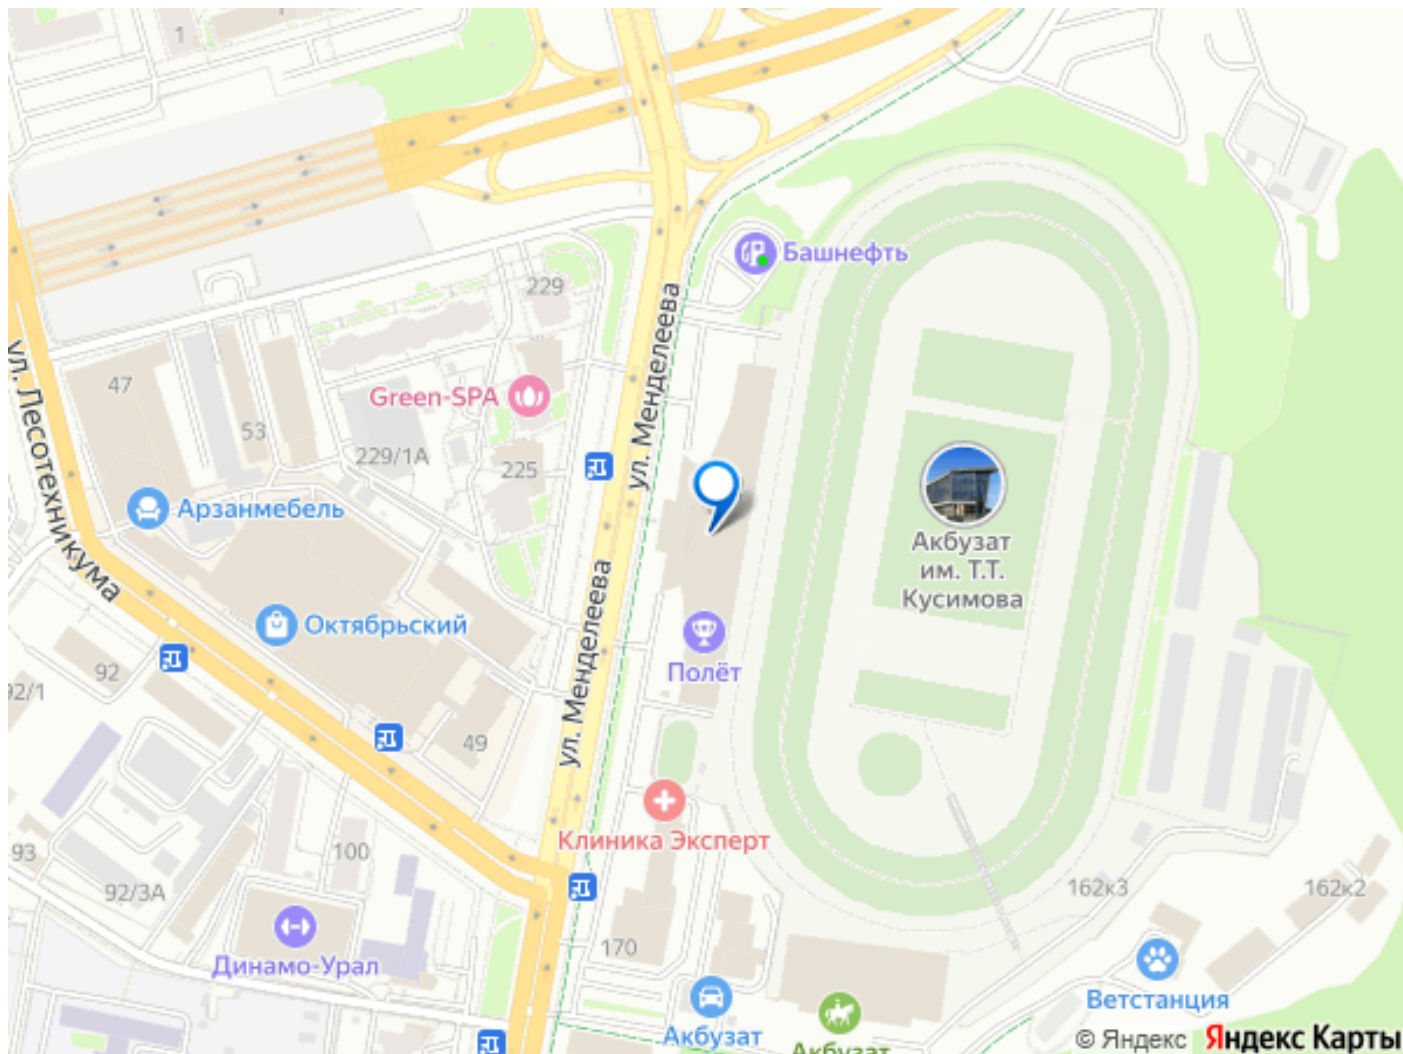 1
Башнефть
229
ул. Менделеева
ул. Лесотехникума
47
Green-SPA
53
229/1А
225
Арзанмебель
Акбузат
им. Т.Т.
Кусимова
ул. Менделеева
Октябрьский
Полёт
92
92/1
49
Клиника Эксперт
93
100
92/3А
162к3
162к2
170
Динамо-Урал
Ветстанция
Акбузат
Акбузат
© Яндекс Яндекс Карты